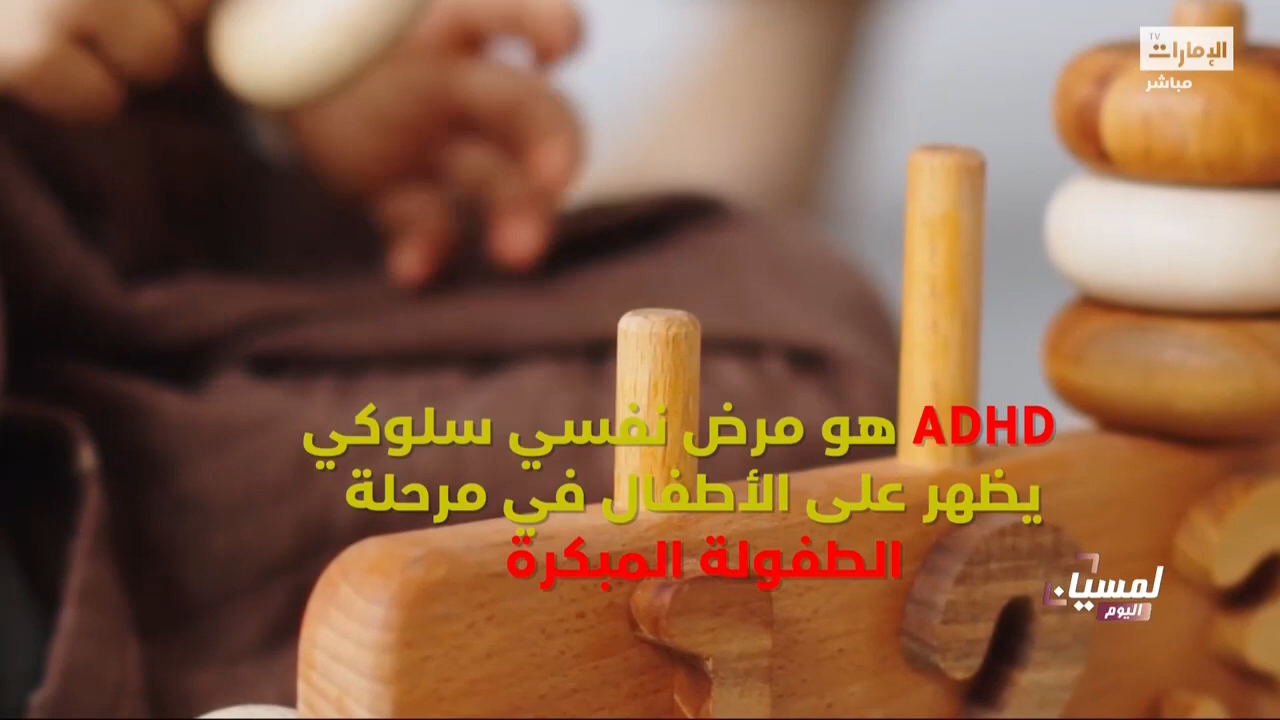 الإمارات
TV
مباشر
ADHD هو مرض نفسي سلوكي
يظهر على الأطفال في مرحلة
الطفولة المبكرة
لمسيان
اليوم